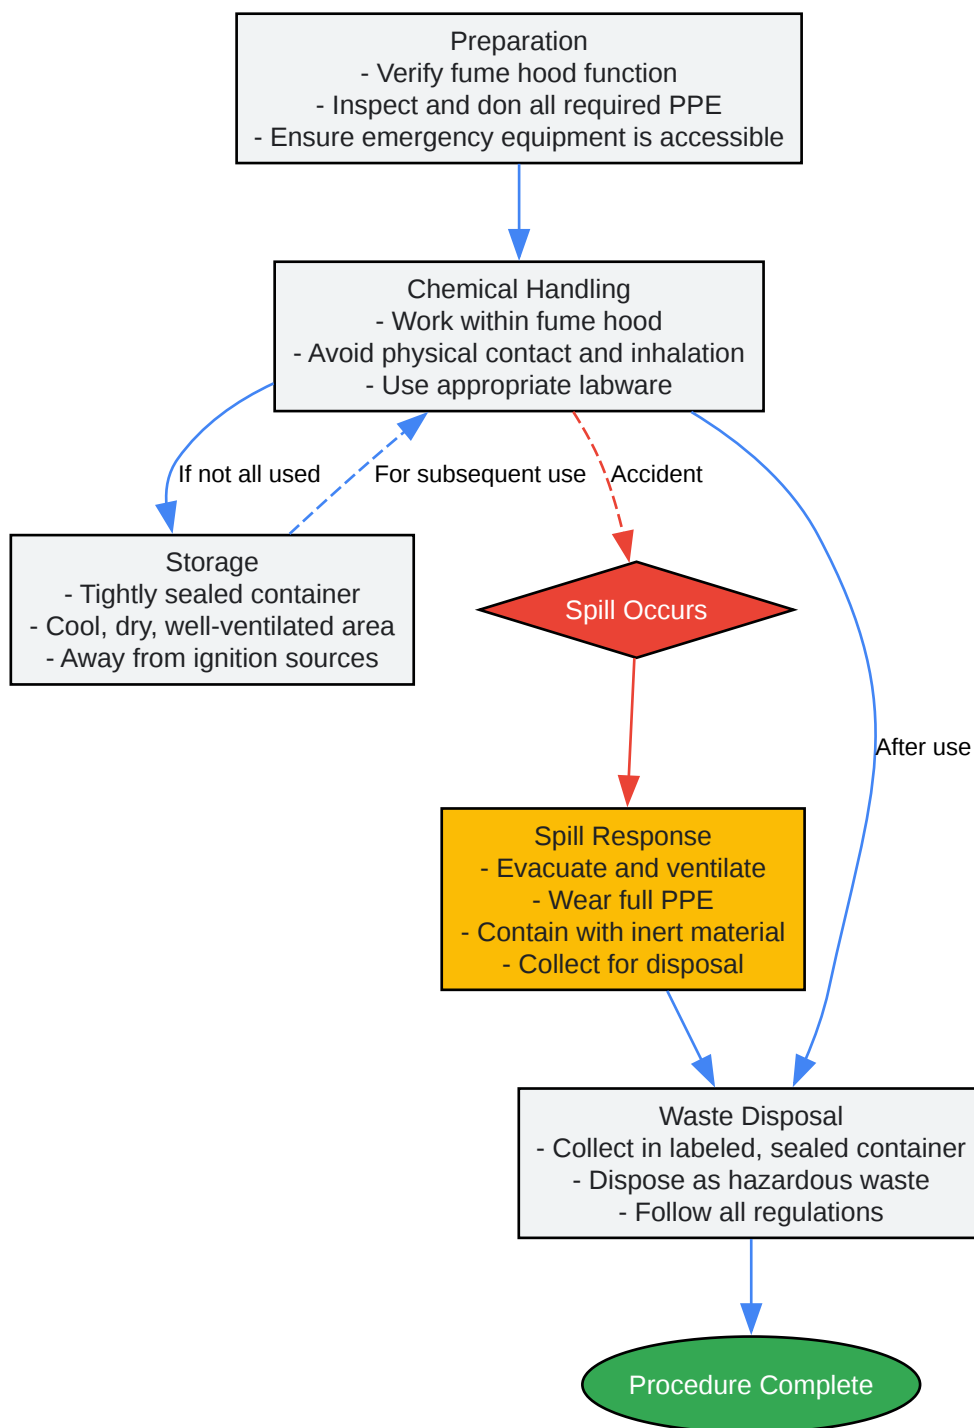 Preparation
- Verify fume hood function
- Inspect and don all required PPE
- Ensure emergency equipment is accessible
Chemical Handling
- Work within fume hood
- Avoid physical contact and inhalation
- Use appropriate labware
If not all used
For subsequent use
Accident
Storage
- Tightly sealed container
- Cool, dry, well-ventilated area
- Away from ignition sources
Spill Occurs
After use
Spill Response
- Evacuate and ventilate
- Wear full PPE
- Contain with inert material
- Collect for disposal
Waste Disposal
- Collect in labeled, sealed container
- Dispose as hazardous waste
- Follow all regulations
Procedure Complete